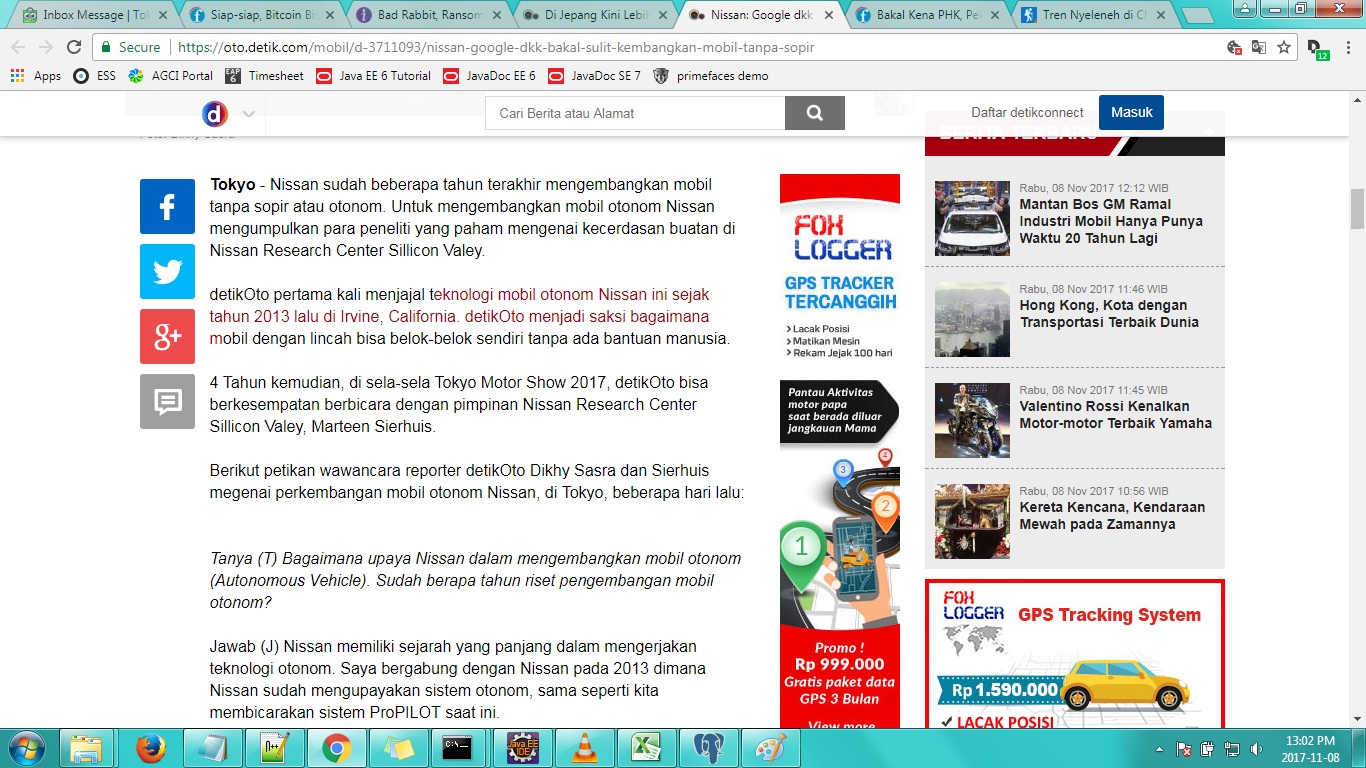 Inbox Message | Tok
Siap-siap, Bitcoin Bis
Bad Rabbit, Ransom
Di Jepang Kini Lebih
Nissan: Google dkk
Bakal Kena PHK, Pek
Tren Nyeleneh di Ch
Secure
https://oto.detik.com/mobil/d-3711093/nissan-google-dkk-bakal-sulit-kembangkan-mobil-tanpa-sopir
12
Apps
ESS
AGCI Portal
EAP 6
Timesheet
Java EE 6 Tutorial
JavaDoc EE 6
JavaDoc SE 7
primefaces demo
d
Cari Berita atau Alamat
Daftar detikconnect
Masuk
BERITA TERBARU
Tokyo - Nissan sudah beberapa tahun terakhir mengembangkan mobil
tanpa sopir atau otonom. Untuk mengembangkan mobil otonom Nissan
mengumpulkan para peneliti yang paham mengenai kecerdasan buatan di
Nissan Research Center Sillicon Valey.
detikOto pertama kali menjajal teknologi mobil otonom Nissan ini sejak
tahun 2013 lalu di Irvine, California. detikOto menjadi saksi bagaimana
mobil dengan lincah bisa belok-belok sendiri tanpa ada bantuan manusia.
4 Tahun kemudian, di sela-sela Tokyo Motor Show 2017, detikOto bisa
berkesempatan berbicara dengan pimpinan Nissan Research Center
Sillicon Valey, Marteen Sierhuis.
Berikut petikan wawancara reporter detikOto Dikhy Sasra dan Sierhuis
megenai perkembangan mobil otonom Nissan, di Tokyo, beberapa hari lalu:
Tanya (T) Bagaimana upaya Nissan dalam mengembangkan mobil otonom
(Autonomous Vehicle). Sudah berapa tahun riset pengembangan mobil
otonom?
Jawab (J) Nissan memiliki sejarah yang panjang dalam mengerjakan
teknologi otonom. Saya bergabung dengan Nissan pada 2013 dimana
Nissan sudah mengupayakan sistem otonom, sama seperti kita
membicarakan sistem ProPILOT saat ini.
FOX
LOGGER
GPS TRACKER
TERCANGGIH
Lacak Posisi
Matikan Mesin
Rekam Jejak 100 hari
Pantau Aktivitas
motor papa
saat berada diluar
jangkauan Mama
4
3
2
1
Promo !
Rp 999.000
Gratis paket data
GPS 3 Bulan
View more
Rabu, 08 Nov 2017 12:12 WIB
Mantan Bos GM Ramal
Industri Mobil Hanya Punya
Waktu 20 Tahun Lagi
Rabu, 08 Nov 2017 11:46 WIB
Hong Kong, Kota dengan
Transportasi Terbaik Dunia
Rabu, 08 Nov 2017 11:45 WIB
Valentino Rossi Kenalkan
Motor-motor Terbaik Yamaha
Rabu, 08 Nov 2017 10:56 WIB
Kereta Kencana, Kendaraan
Mewah pada Zamannya
FOX
LOGGER
GPS Tracking System
Rp 1.590.000
LACAK POSISI
Java EE
IDE
13:02 PM
2017-11-08